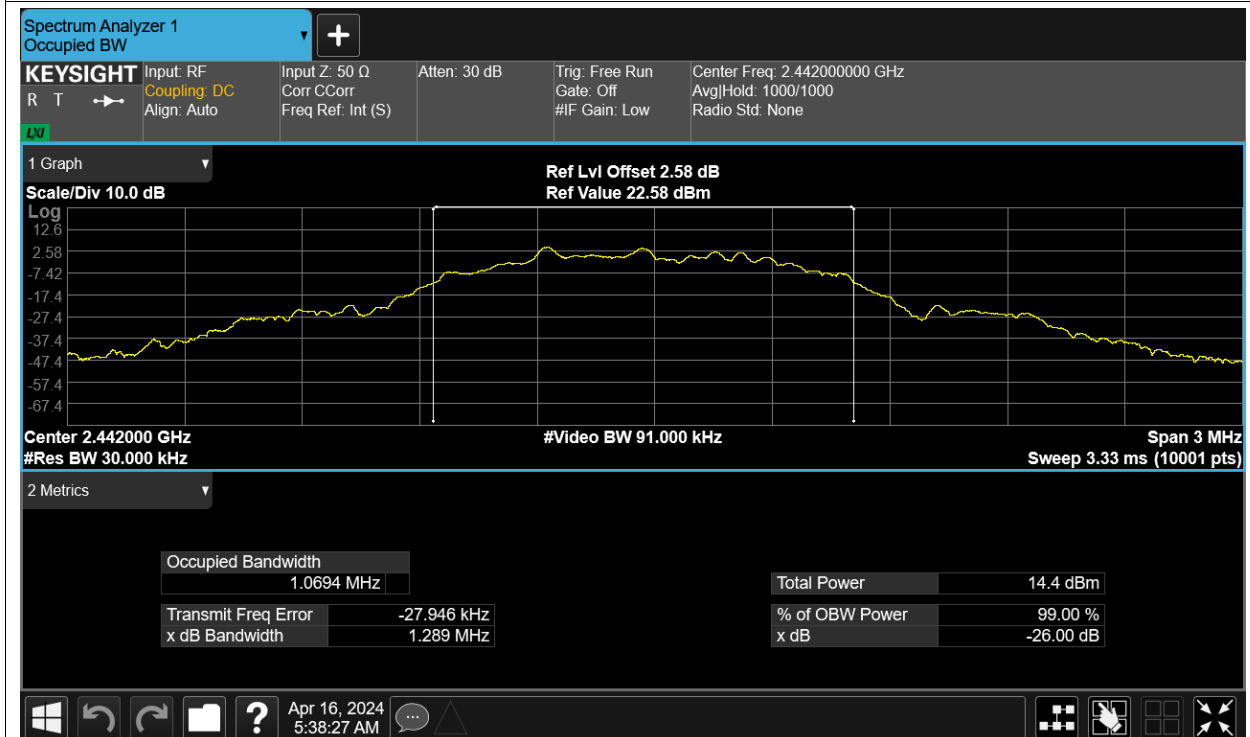 Spectrum Analyzer 1
Occupied BW
KEYSIGHT
R T
LXI
Input: RF
Coupling: DC
Align: Auto
Input Z: 50 Ω
Corr CCorr
Freq Ref: Int (S)
Atten: 30 dB
Trig: Free Run
Gate: Off
#IF Gain: Low
Center Freq: 2.442000000 GHz
Avg|Hold: 1000/1000
Radio Std: None
1 Graph
Scale/Div 10.0 dB
Ref Lvl Offset 2.58 dB
Ref Value 22.58 dBm
Log
12.6
2.58
-7.42
-17.4
-27.4
-37.4
-47.4
-57.4
-67.4
Center 2.442000 GHz
#Res BW 30.000 kHz
#Video BW 91.000 kHz
Span 3 MHz
Sweep 3.33 ms (10001 pts)
2 Metrics
Occupied Bandwidth
1.0694 MHz
Transmit Freq Error -27.946 kHz
x dB Bandwidth 1.289 MHz
Total Power 14.4 dBm
% of OBW Power 99.00 %
x dB -26.00 dB
?
Apr 16, 2024
5:38:27 AM